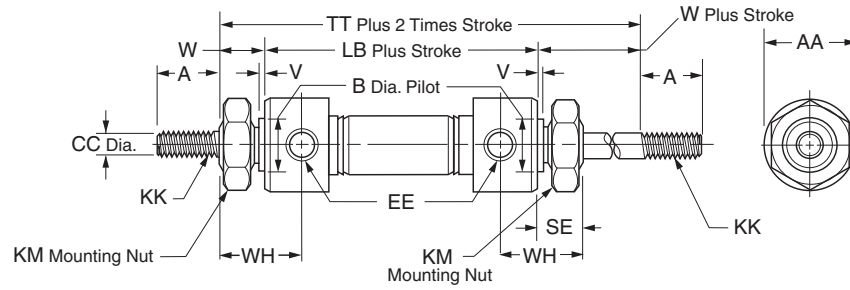 TT Plus 2 Times Stroke
W Plus Stroke
W
LB Plus Stroke
AA
A
V
V
A
B Dia. Pilot
CC Dia.
KK
EE
SE
KK
KM Mounting Nut
WH
KM
Mounting Nut
WH